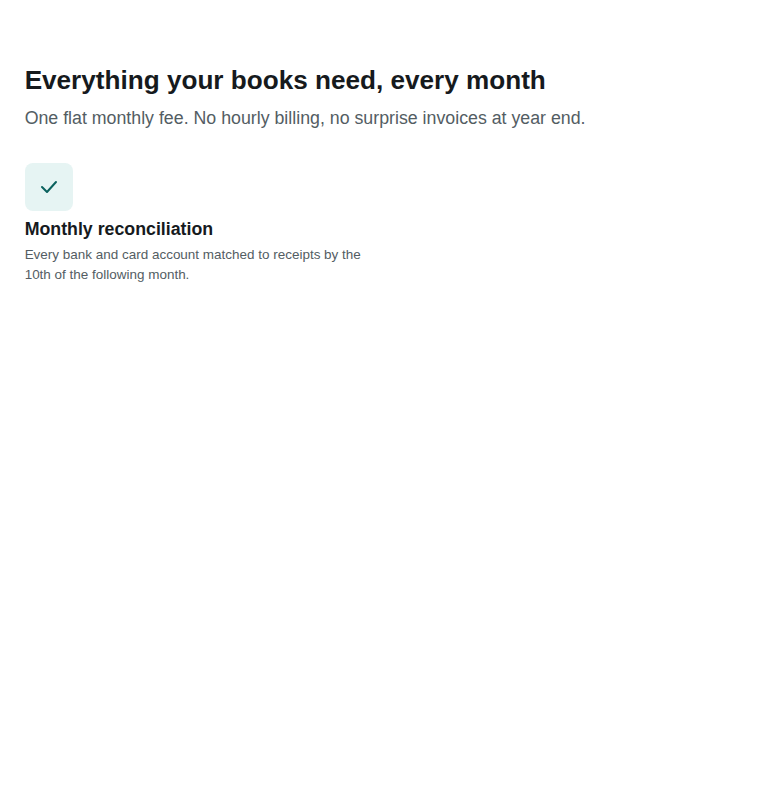 Everything your books need, every month
One flat monthly fee. No hourly billing, no surprise invoices at year end.
Monthly reconciliation
Every bank and card account matched to receipts by the
10th of the following month.